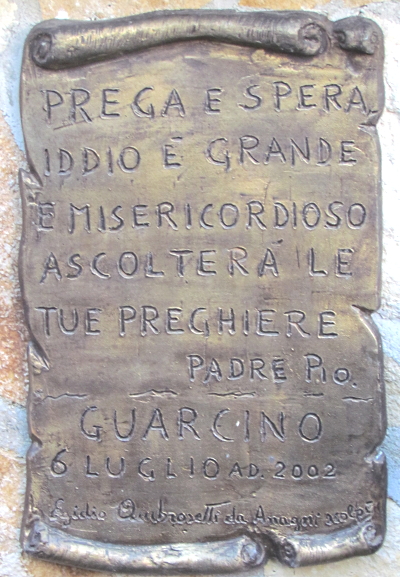 PREGA E SPERA
IDDIO È GRANDE
E MISERICORDIOSO
ASCOLTERÀ LE
TUE PREGHIERE
PADRE PIO.
GUARCINO
6 LUGLIO AD. 2002
Egidio Ambrosetti da Anagni scolpì